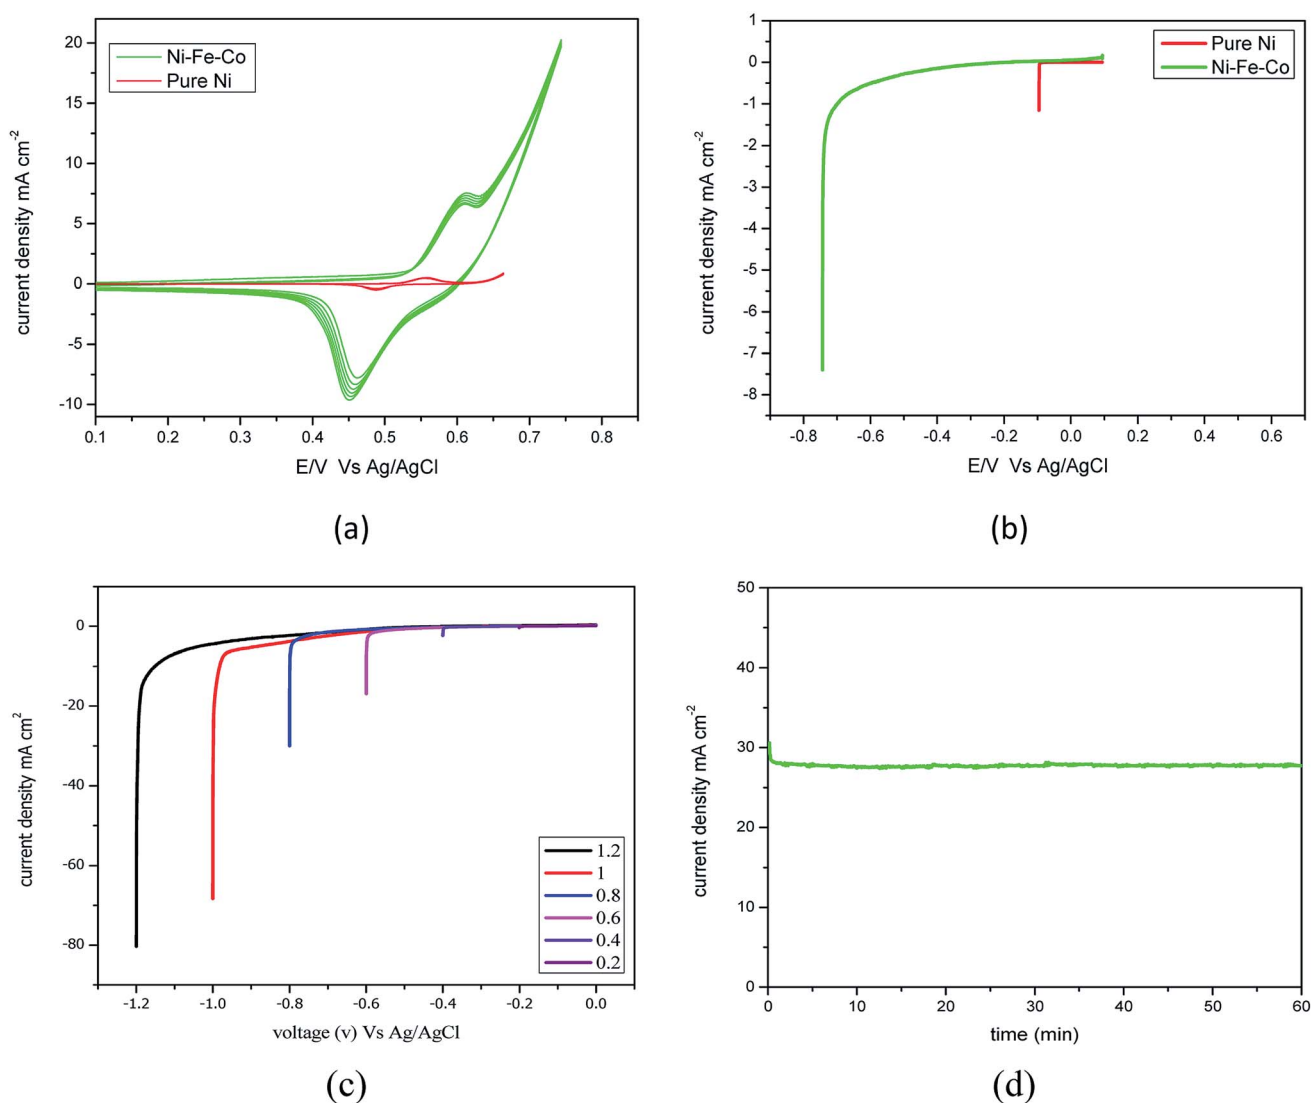 20
15
10
5
0
-5
-10
current density mA cm-2
Ni-Fe-Co
Pure Ni
0.1 0.2 0.3 0.4 0.5 0.6 0.7 0.8
E/V Vs Ag/AgCl
(a)
1
0
-1
-2
-3
-4
-5
-6
-7
-8
current density mA cm-2
Pure Ni
Ni-Fe-Co
-0.8 -0.6 -0.4 -0.2 0.0 0.2 0.4 0.6
E/V Vs Ag/AgCl
(b)
0
-20
-40
-60
-80
current density mA cm2
1.2
1
0.8
0.6
0.4
0.2
-1.2 -1.0 -0.8 -0.6 -0.4 -0.2 0.0
voltage (v) Vs Ag/AgCl
(c)
50
40
30
20
10
0
current density mA cm-2
0 10 20 30 40 50 60
time (min)
(d)